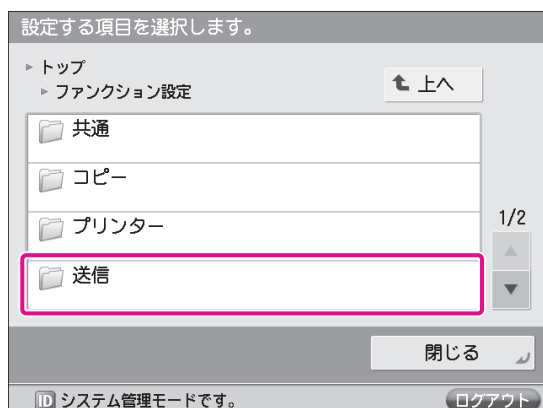 設定する項目を選択します。
トップ
ファンクション設定
上へ
共通
コピー
プリンター
送信
1/2
閉じる
ID システム管理モードです。
ログアウト